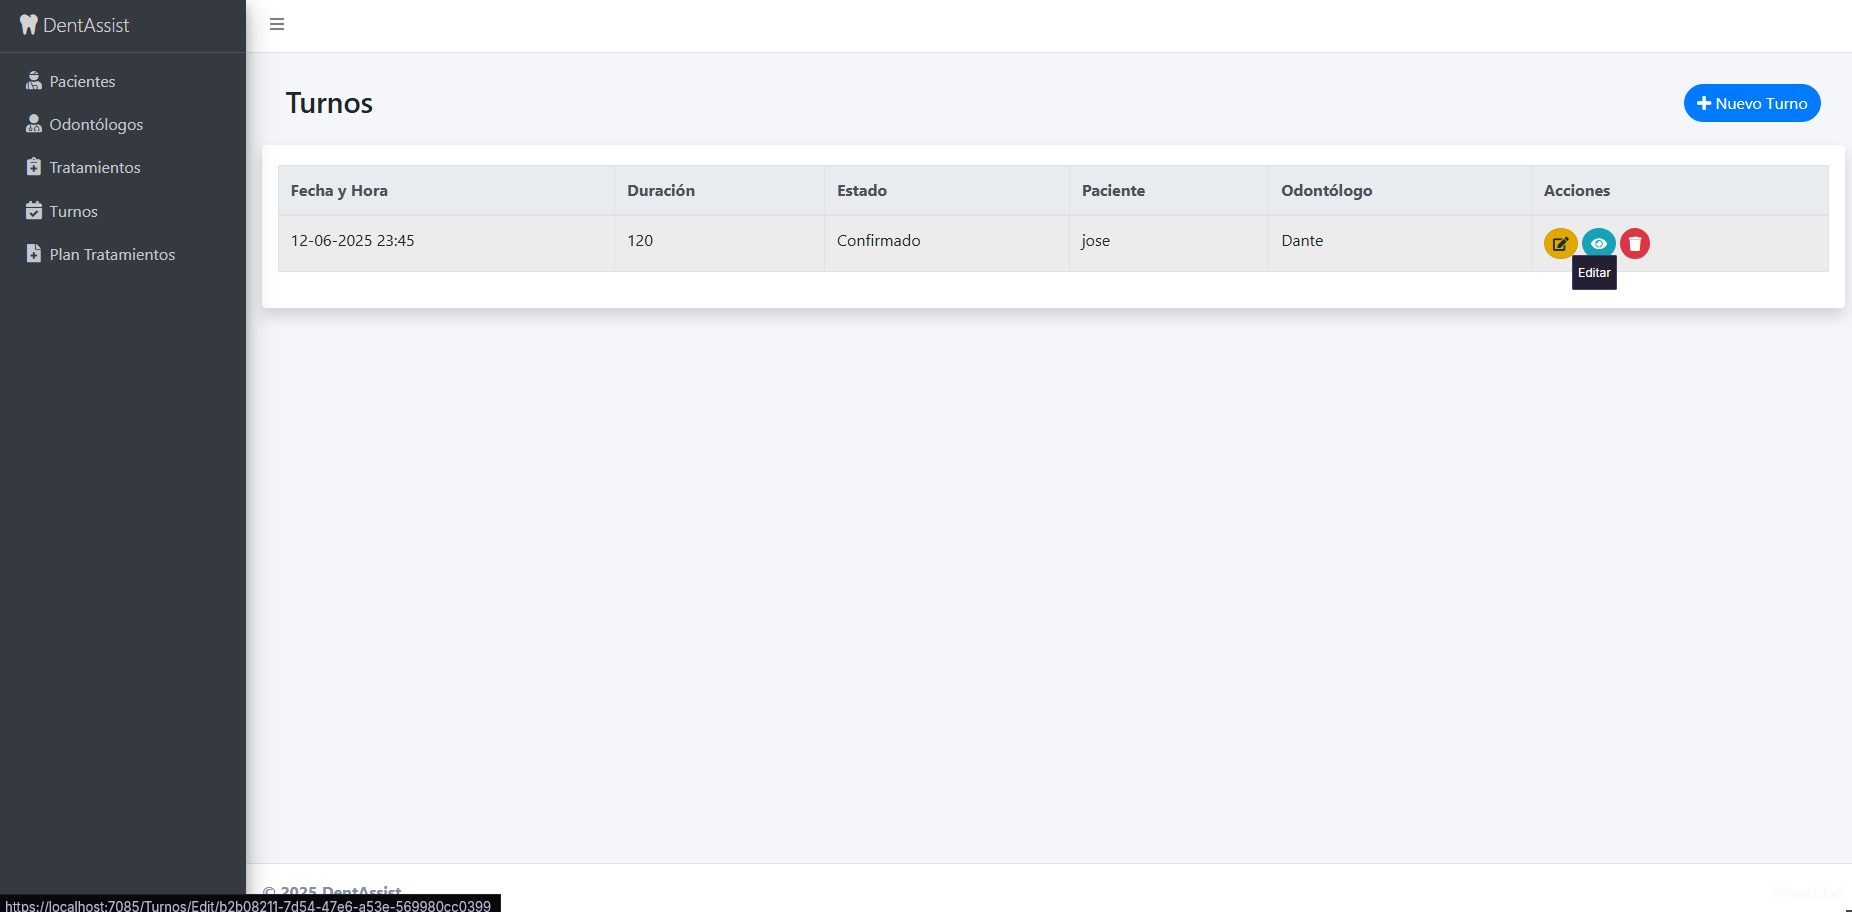 DentAssist
Pacientes
Odontólogos
Tratamientos
Turnos
Plan Tratamientos
Turnos
Nuevo Turno
Fecha y Hora Duración Estado Paciente Odontólogo Acciones
12-06-2025 23:45 120 Confirmado jose Dante
Editar
© 2025 DentAssist
Privacidad
https://localhost:7085/Turnos/Edit/b2b08211-7d54-47e6-a53e-569980cc0399